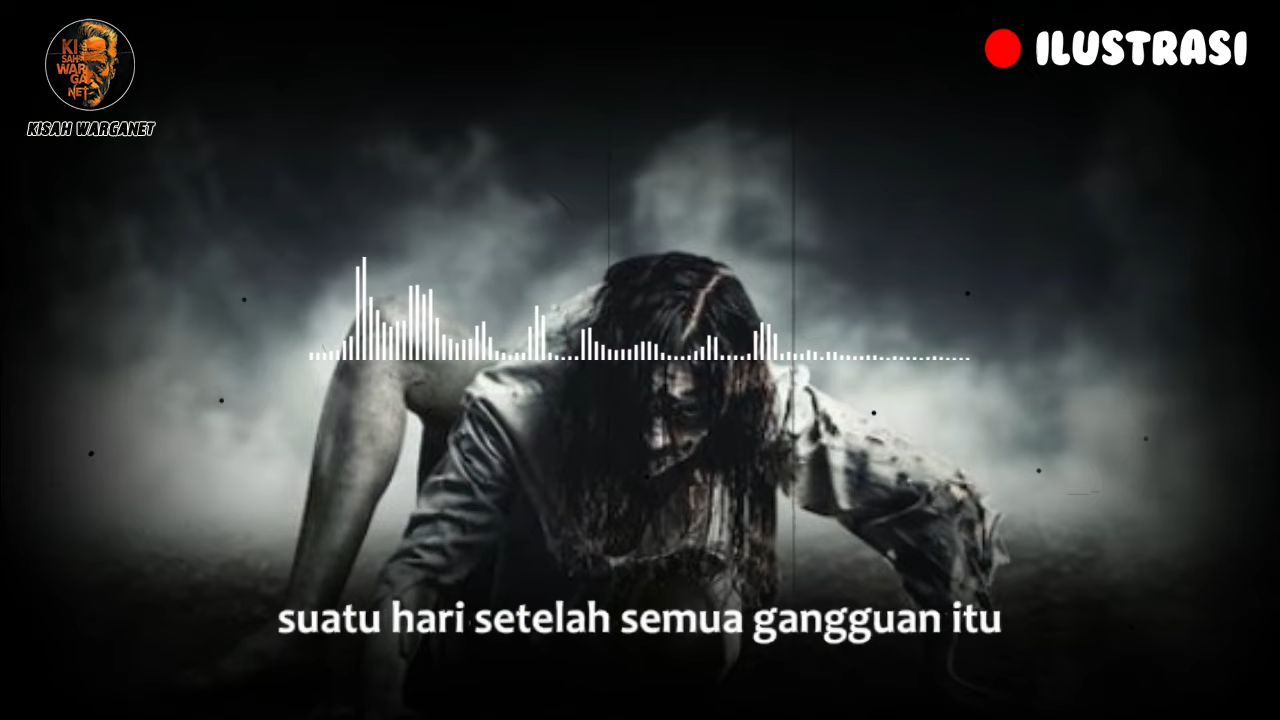 KI
SAH
WAR
GA
NET
KISAH WARGANET
ILUSTRASI
suatu hari setelah semua gangguan itu